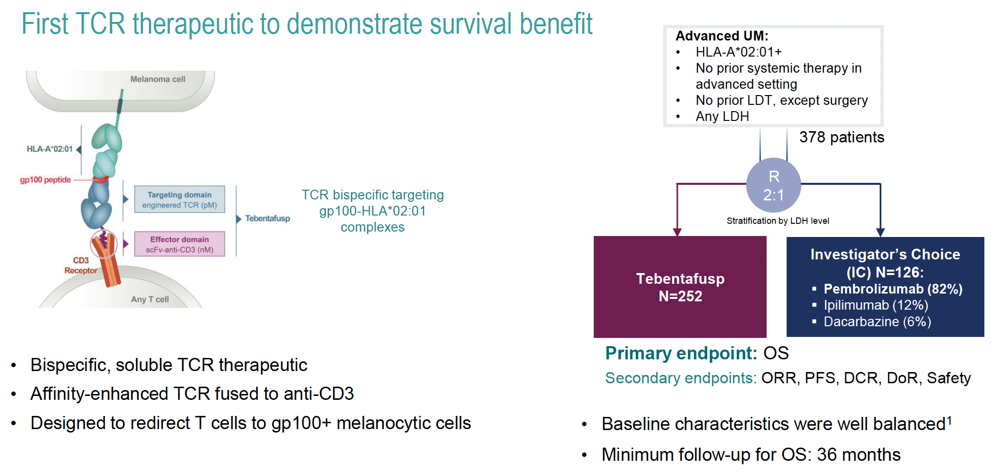 First TCR therapeutic to demonstrate survival benefit
Melanoma cell
HLA-A*02:01
gp100 peptide
Targeting domain
engineered TCR (pM)
Tebentafusp
Effector domain
scFv-anti-CD3 (nM)
CD3
Receptor
Any T cell
TCR bispecific targeting
gp100-HLA*02:01
complexes
• Bispecific, soluble TCR therapeutic
• Affinity-enhanced TCR fused to anti-CD3
• Designed to redirect T cells to gp100+ melanocytic cells
Advanced UM:
• HLA-A*02:01+
• No prior systemic therapy in
advanced setting
• No prior LDT, except surgery
• Any LDH
378 patients
R
2:1
Stratification by LDH level
Tebentafusp
N=252
Investigator’s Choice
(IC) N=126:
▪ Pembrolizumab (82%)
▪ Ipilimumab (12%)
▪ Dacarbazine (6%)
Primary endpoint: OS
Secondary endpoints: ORR, PFS, DCR, DoR, Safety
• Baseline characteristics were well balanced¹
• Minimum follow-up for OS: 36 months